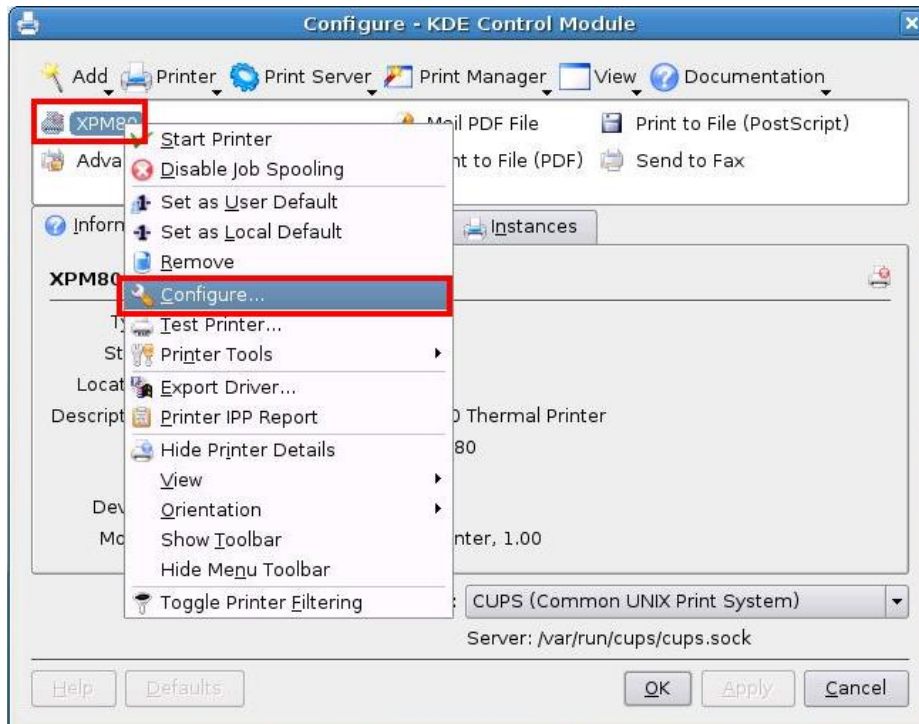 Configure - KDE Control Module
Add Printer Print Server Print Manager View Documentation
XPM80 Mail PDF File Print to File (PostScript)
Adva nt to File (PDF) Send to Fax
Start Printer
Disable Job Spooling
Set as User Default
Set as Local Default
Remove
Configure...
Test Printer...
Printer Tools
Export Driver...
Printer IPP Report
Hide Printer Details
View
Orientation
Show Toolbar
Hide Menu Toolbar
Toggle Printer Filtering
Inform Instances
XPM80
St
Locat
Descript 0 Thermal Printer
80
Dev
Mo nter, 1.00
: CUPS (Common UNIX Print System)
Server: /var/run/cups/cups.sock
Help Defaults OK Apply Cancel